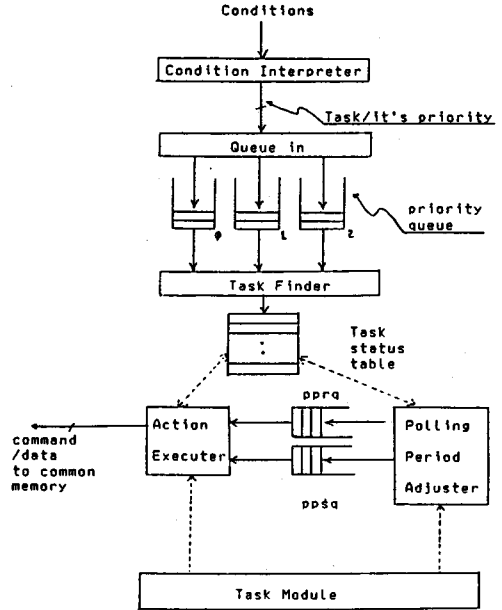 Conditions
Condition Interpreter
Task/it's priority
Queue in
priority
queue
0 1 2
Task Finder
Task
status
table
pprq
Action
Executer
Polling
Period
Adjuster
command
/data
to common
memory
ppsq
Task Module